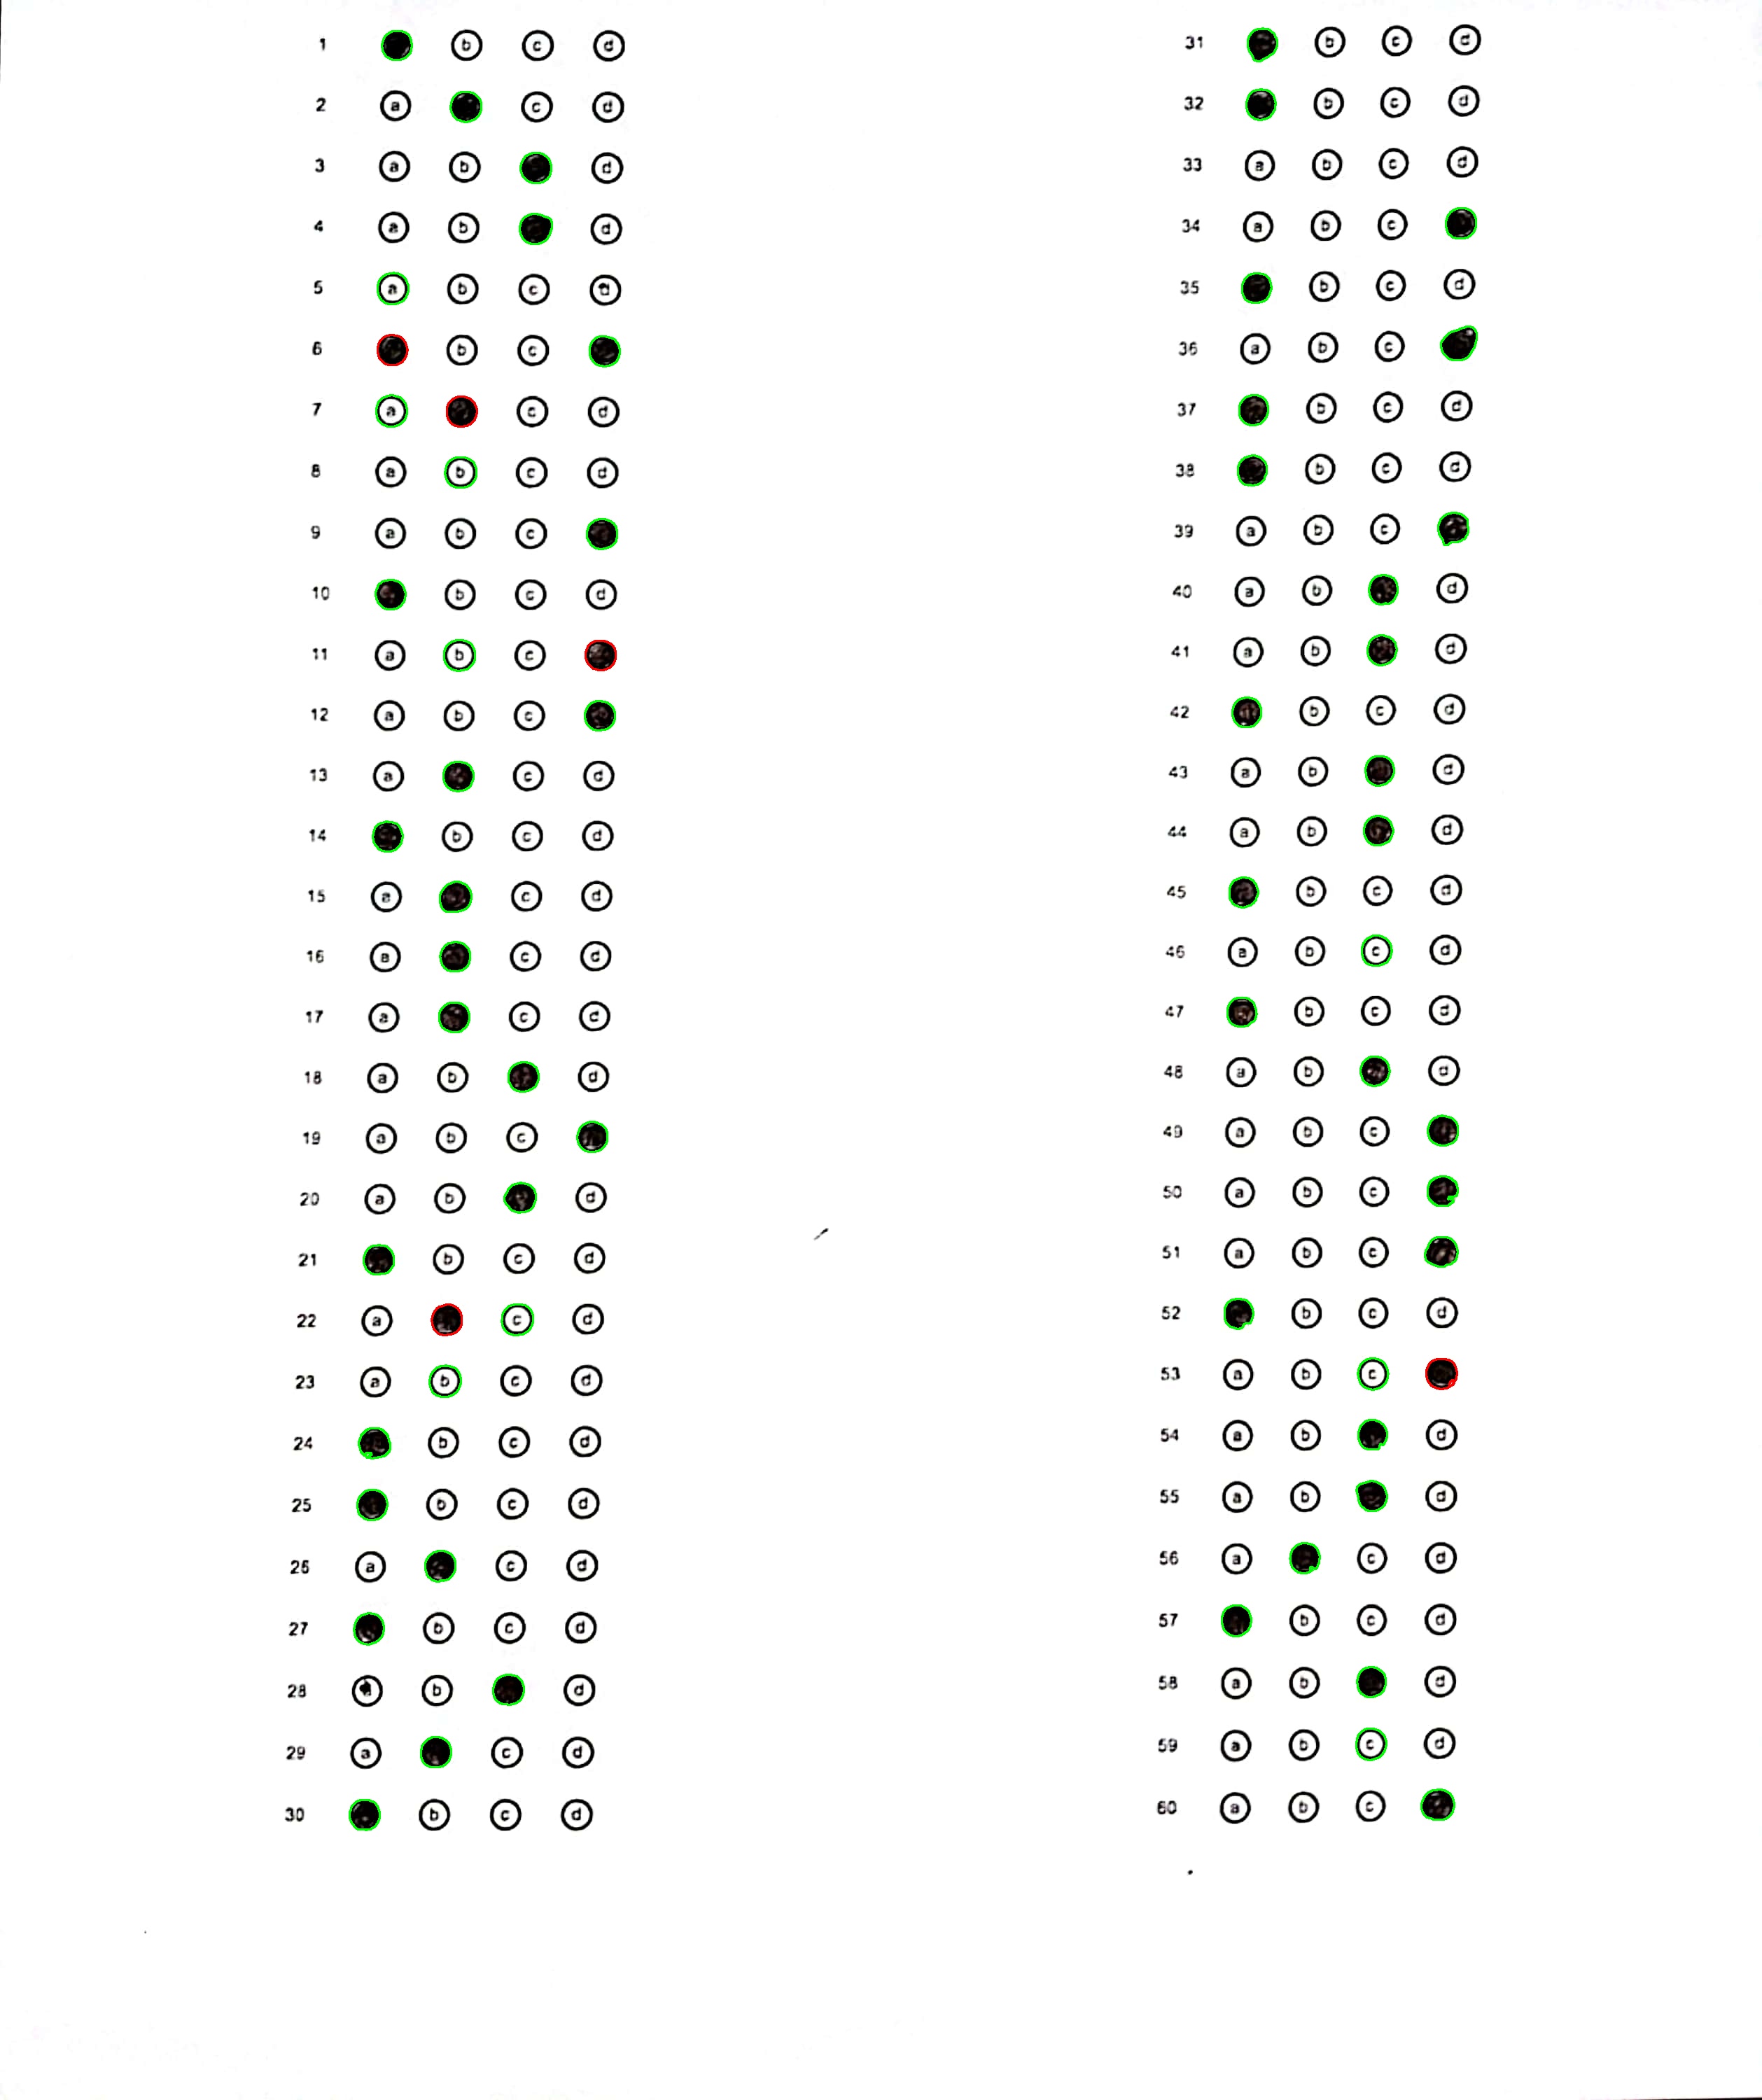 1 b c d
2 a c d
3 a b d
4 a b d
5 a b c d
6 b c
7 a c d
8 a b c d
9 a b c
10 b c d
11 a b c
12 a b c
13 a c d
14 b c d
15 a c d
16 a c d
17 a c d
18 a b d
19 a b c
20 a b d
21 b c d
22 a c d
23 a b c d
24 b c d
25 b c d
26 a c d
27 b c d
28 b d
29 a c d
30 b c d
31 b c d
32 b c d
33 a b c d
34 a b c
35 b c d
36 a b c
37 b c d
38 b c d
39 a b c
40 a b d
41 a b d
42 b c d
43 a b d
44 a b d
45 b c d
46 a b c d
47 b c d
48 a b d
49 a b c
50 a b c
51 a b c
52 b c d
53 a b c
54 a b d
55 a b d
56 a c d
57 b c d
58 a b d
59 a b c d
60 a b c